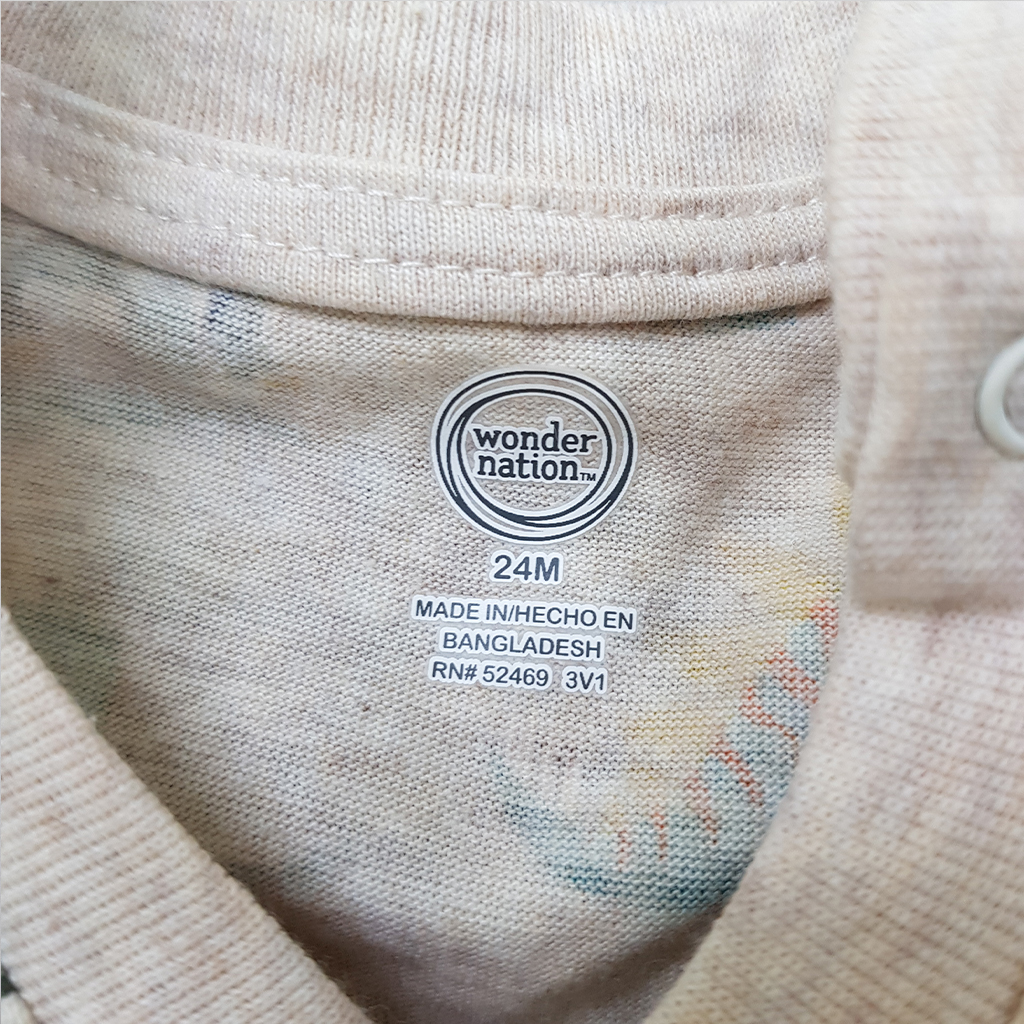 wonder
nation™
24M
MADE IN/HECHO EN
BANGLADESH
RN# 52469 3V1